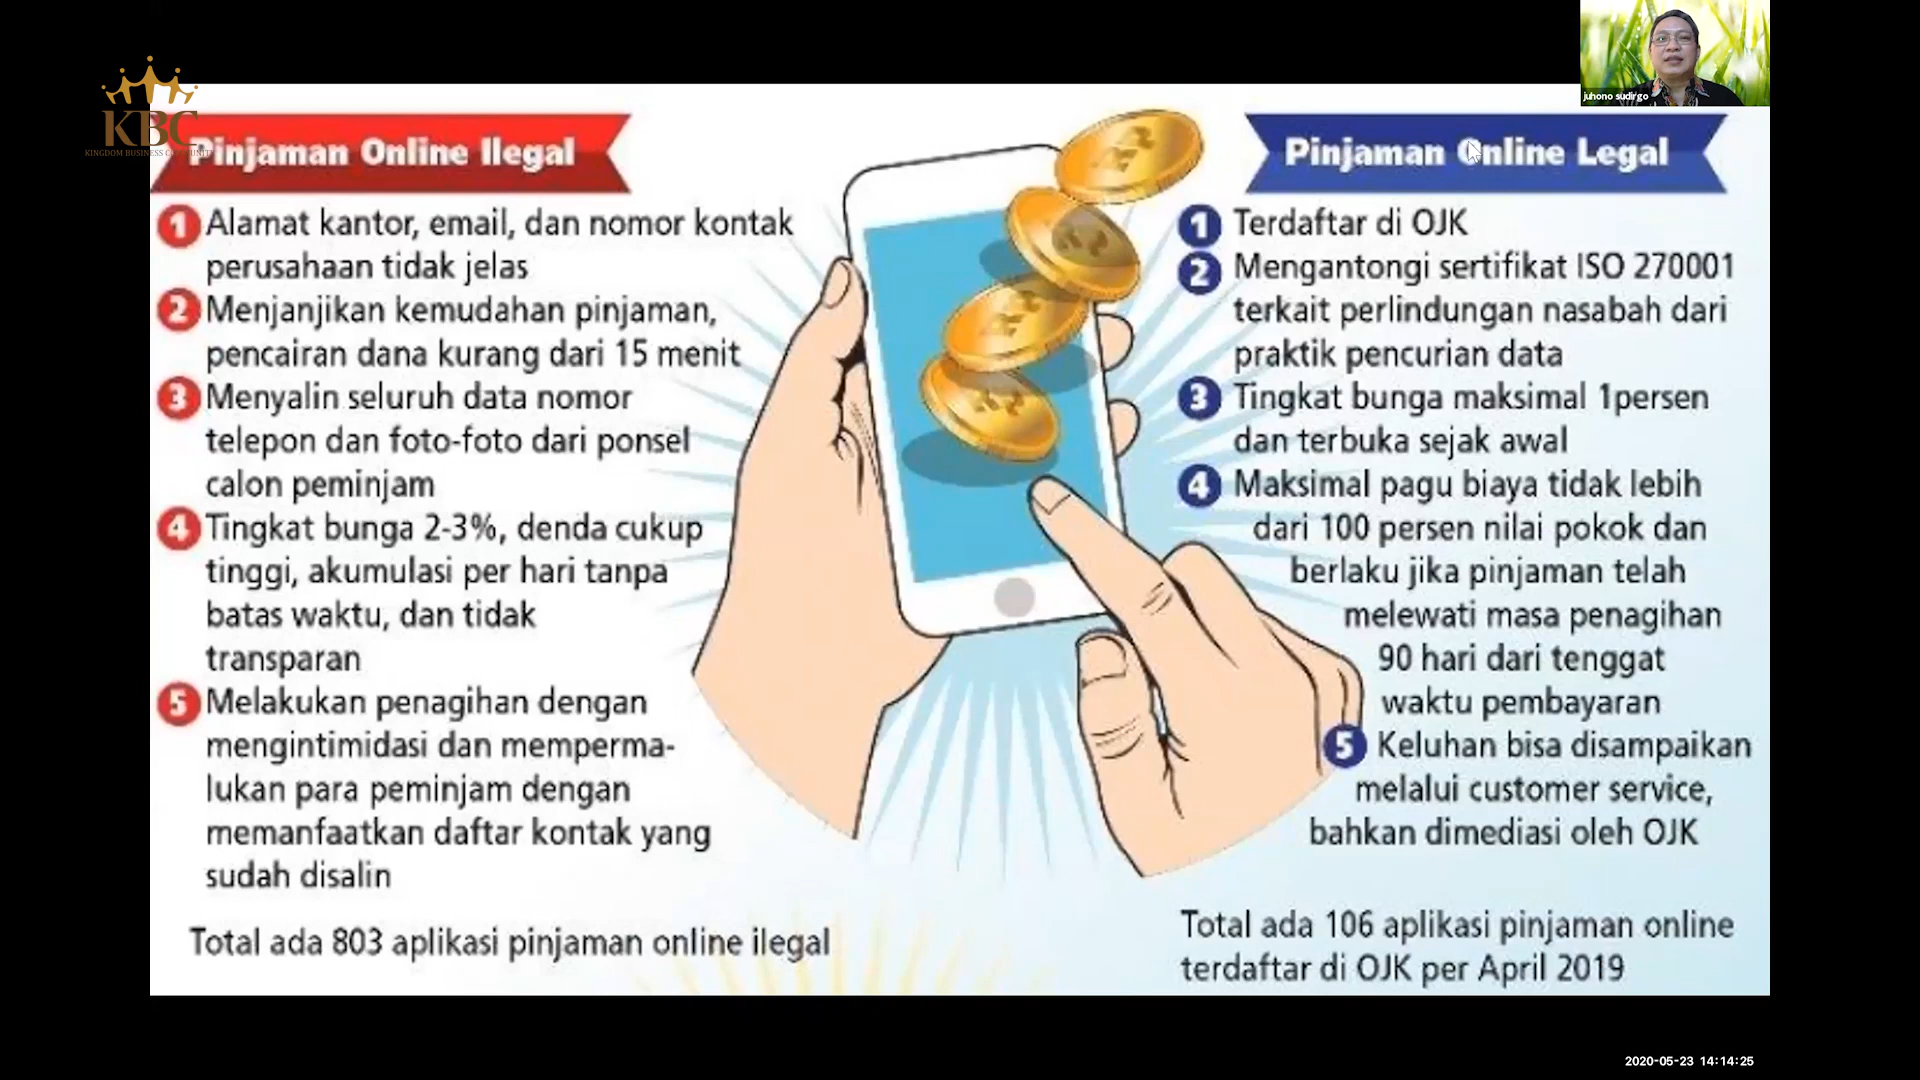 KBC
KINGDOM BUSINESS COMMUNITY
juhono sudirgo
Pinjaman Online Ilegal
1 Alamat kantor, email, dan nomor kontak
perusahaan tidak jelas
2 Menjanjikan kemudahan pinjaman,
pencairan dana kurang dari 15 menit
3 Menyalin seluruh data nomor
telepon dan foto-foto dari ponsel
calon peminjam
4 Tingkat bunga 2-3%, denda cukup
tinggi, akumulasi per hari tanpa
batas waktu, dan tidak
transparan
5 Melakukan penagihan dengan
mengintimidasi dan memperma-
lukan para peminjam dengan
memanfaatkan daftar kontak yang
sudah disalin
Total ada 803 aplikasi pinjaman online ilegal
Pinjaman Online Legal
1 Terdaftar di OJK
2 Mengantongi sertifikat ISO 270001
terkait perlindungan nasabah dari
praktik pencurian data
3 Tingkat bunga maksimal 1persen
dan terbuka sejak awal
4 Maksimal pagu biaya tidak lebih
dari 100 persen nilai pokok dan
berlaku jika pinjaman telah
melewati masa penagihan
90 hari dari tenggat
waktu pembayaran
5 Keluhan bisa disampaikan
melalui customer service,
bahkan dimediasi oleh OJK
Total ada 106 aplikasi pinjaman online
terdaftar di OJK per April 2019
2020-05-23 14:14:25